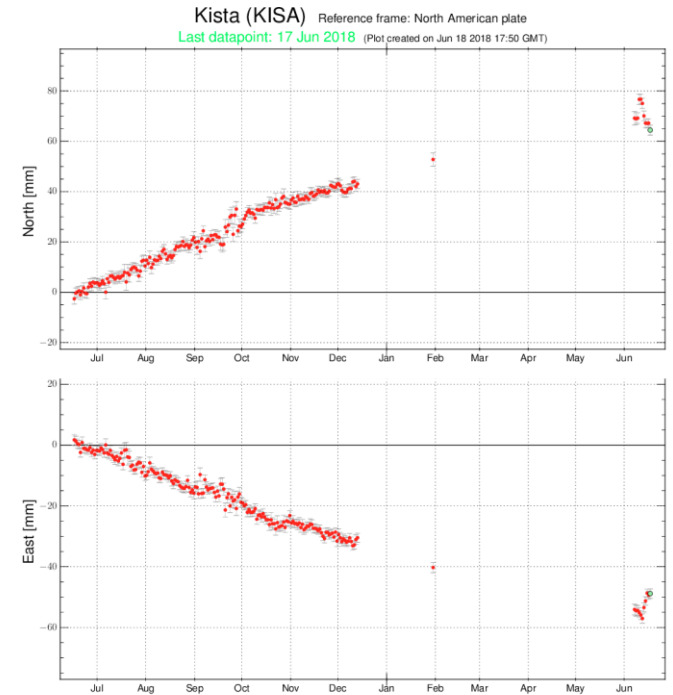 Kista (KISA) Reference frame: North American plate
Last datapoint: 17 Jun 2018 (Plot created on Jun 18 2018 17:50 GMT)
80
60
40
20
0
−20
North [mm]
Jul Aug Sep Oct Nov Dec Jan Feb Mar Apr May Jun
20
0
−20
−40
−60
East [mm]
Jul Aug Sep Oct Nov Dec Jan Feb Mar Apr May Jun